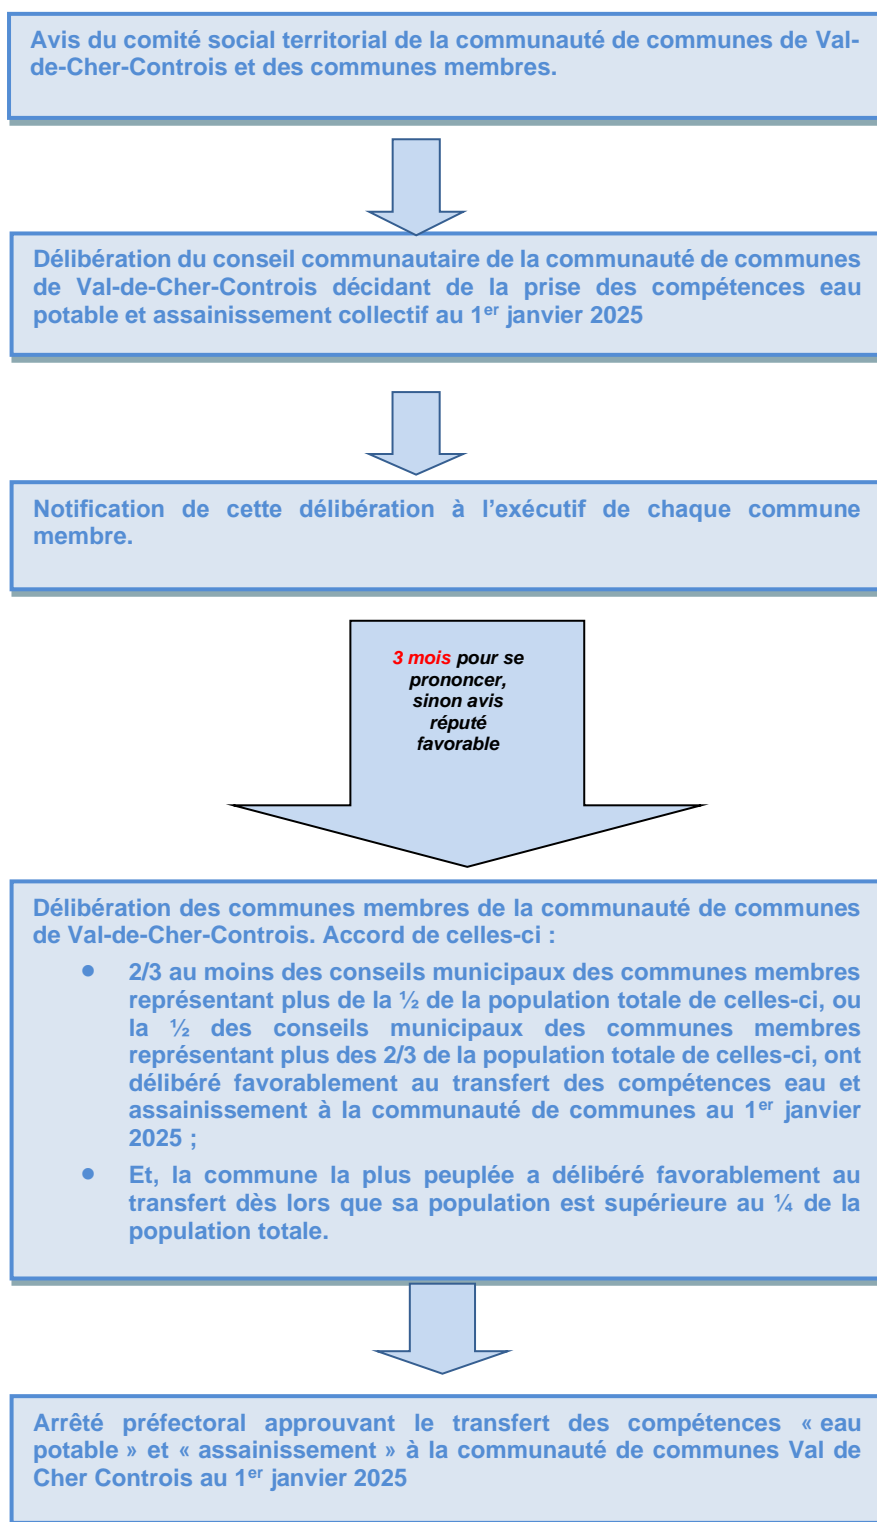 Avis du comité social territorial de la communauté de communes de Val-
de-Cher-Controis et des communes membres.
Délibération du conseil communautaire de la communauté de communes
de Val-de-Cher-Controis décidant de la prise des compétences eau
potable et assainissement collectif au 1er janvier 2025
Notification de cette délibération à l’exécutif de chaque commune
membre.
3 mois pour se
prononcer,
sinon avis
réputé
favorable
Délibération des communes membres de la communauté de communes
de Val-de-Cher-Controis. Accord de celles-ci :
• 2/3 au moins des conseils municipaux des communes membres
représentant plus de la ½ de la population totale de celles-ci, ou
la ½ des conseils municipaux des communes membres
représentant plus des 2/3 de la population totale de celles-ci, ont
délibéré favorablement au transfert des compétences eau et
assainissement à la communauté de communes au 1er janvier
2025 ;
• Et, la commune la plus peuplée a délibéré favorablement au
transfert dès lors que sa population est supérieure au ¼ de la
population totale.
Arrêté préfectoral approuvant le transfert des compétences « eau
potable » et « assainissement » à la communauté de communes Val de
Cher Controis au 1er janvier 2025